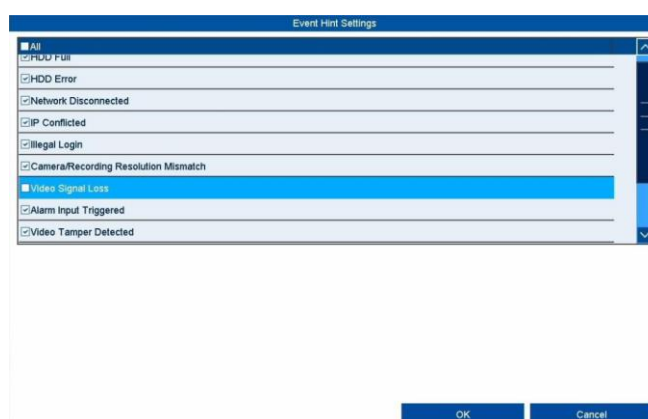 Event Hint Settings
All
HDD Full
HDD Error
Network Disconnected
IP Conflicted
Illegal Login
Camera/Recording Resolution Mismatch
Video Signal Loss
Alarm Input Triggered
Video Tamper Detected
OK Cancel